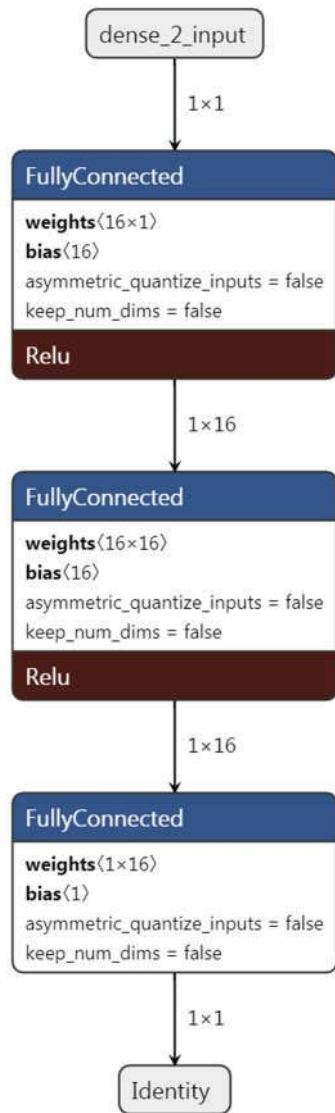 dense_2_input
1×1
FullyConnected
weights⟨16×1⟩
bias⟨16⟩
asymmetric_quantize_inputs = false
keep_num_dims = false
Relu
1×16
FullyConnected
weights⟨16×16⟩
bias⟨16⟩
asymmetric_quantize_inputs = false
keep_num_dims = false
Relu
1×16
FullyConnected
weights⟨1×16⟩
bias⟨1⟩
asymmetric_quantize_inputs = false
keep_num_dims = false
1×1
Identity